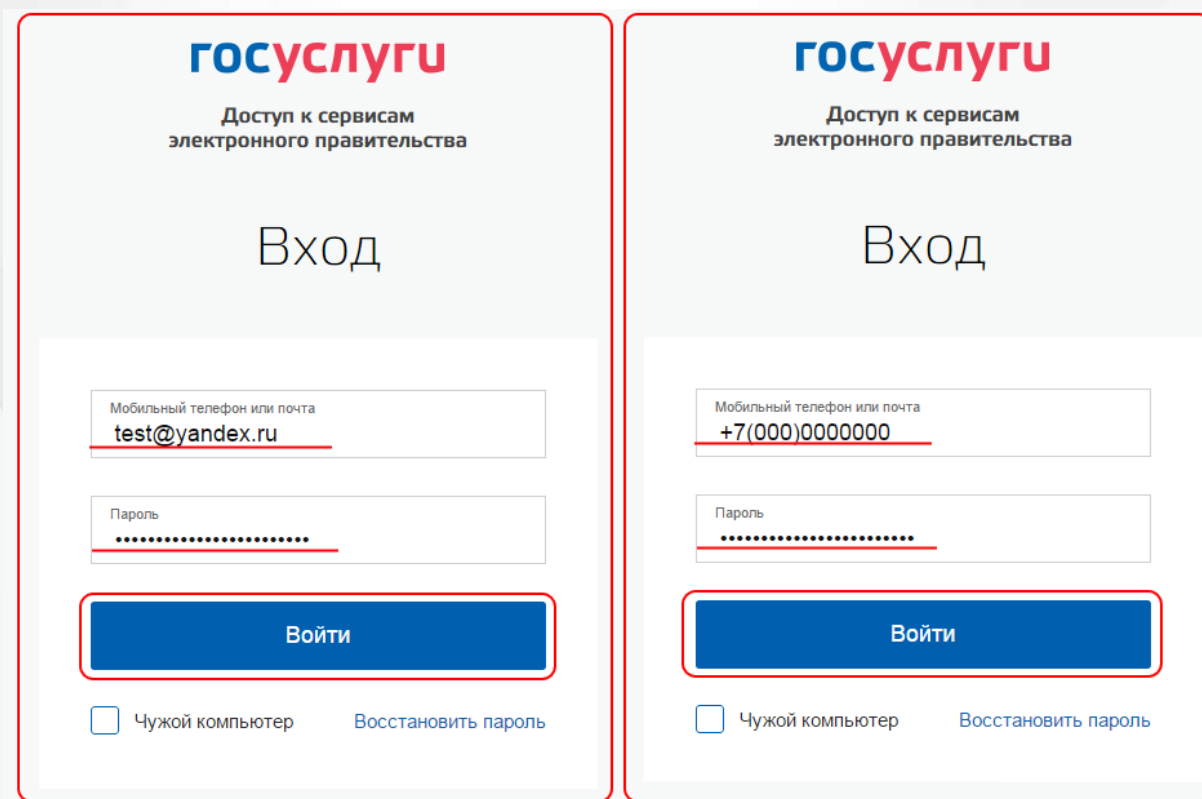 госуслуги
Доступ к сервисам
электронного правительства
Вход
Мобильный телефон или почта
test@yandex.ru
Пароль
••••••••••••••••••••••••
Войти
Чужой компьютер
Восстановить пароль
госуслуги
Доступ к сервисам
электронного правительства
Вход
Мобильный телефон или почта
+7(000)0000000
Пароль
••••••••••••••••••••••••
Войти
Чужой компьютер
Восстановить пароль